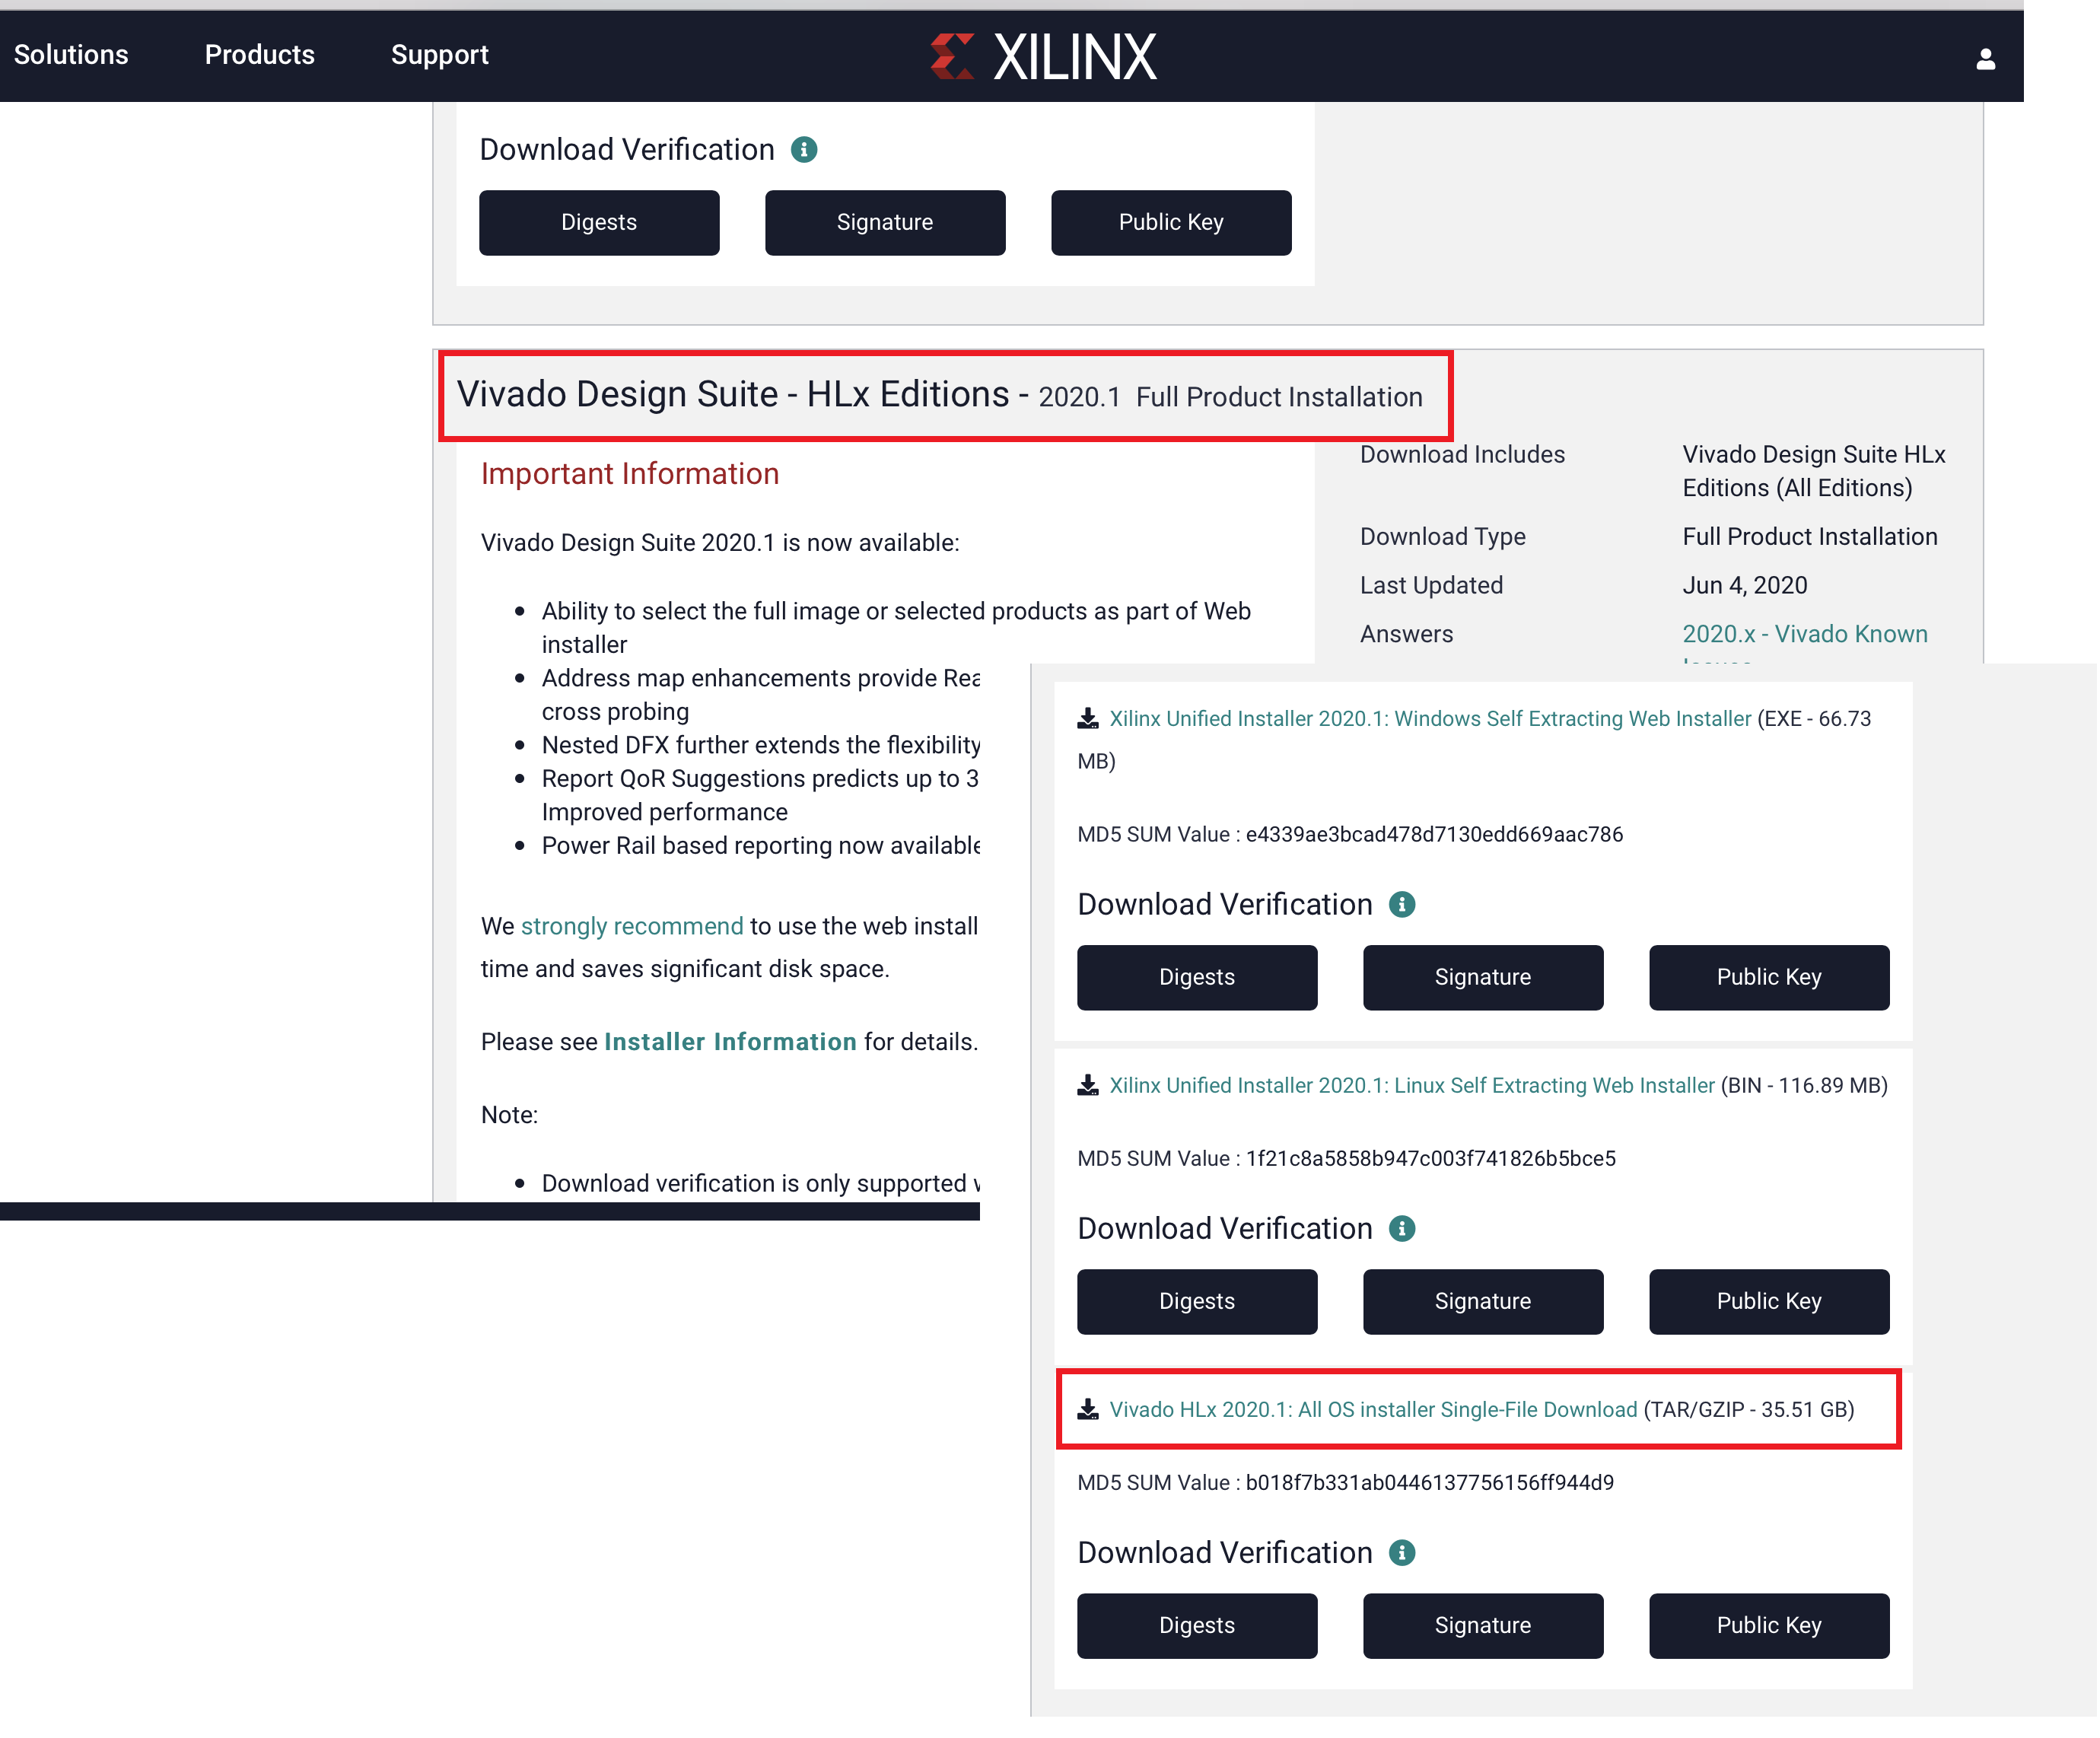 Solutions Products Support XILINX
Download Verification
Digests Signature Public Key
Vivado Design Suite - HLx Editions - 2020.1 Full Product Installation
Important Information
Vivado Design Suite 2020.1 is now available:
Ability to select the full image or selected products as part of Web
installer
Address map enhancements provide
cross probing
Nested DFX further extends the flexibility
Report QoR Suggestions predicts up to 3
Improved performance
Power Rail based reporting now available
We strongly recommend to use the web install
time and saves significant disk space.
Please see Installer Information for details.
Note:
Download verification is only supported
Download Includes Vivado Design Suite HLx
Editions (All Editions)
Download Type Full Product Installation
Last Updated Jun 4, 2020
Answers 2020.x - Vivado Known
Xilinx Unified Installer 2020.1: Windows Self Extracting Web Installer (EXE - 66.73
MB)
MD5 SUM Value : e4339ae3bcad478d7130edd669aac786
Download Verification
Digests Signature Public Key
Xilinx Unified Installer 2020.1: Linux Self Extracting Web Installer (BIN - 116.89 MB)
MD5 SUM Value : 1f21c8a5858b947c003f741826b5bce5
Download Verification
Digests Signature Public Key
Vivado HLx 2020.1: All OS installer Single-File Download (TAR/GZIP - 35.51 GB)
MD5 SUM Value : b018f7b331ab0446137756156ff944d9
Download Verification
Digests Signature Public Key